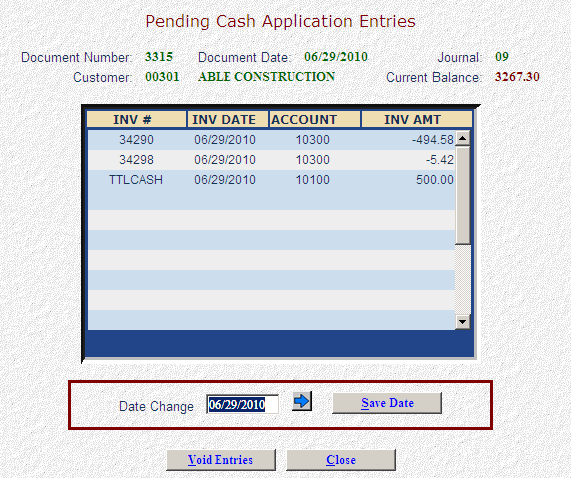 Pending Cash Application Entries
Document Number: 3315 Document Date: 06/29/2010 Journal: 09
Customer: 00301 ABLE CONSTRUCTION Current Balance: 3267.30
INV # INV DATE ACCOUNT INV AMT
34290 06/29/2010 10300 -494.58
34298 06/29/2010 10300 -5.42
TTLCASH 06/29/2010 10100 500.00
Date Change 06/29/2010 Save Date
Void Entries Close